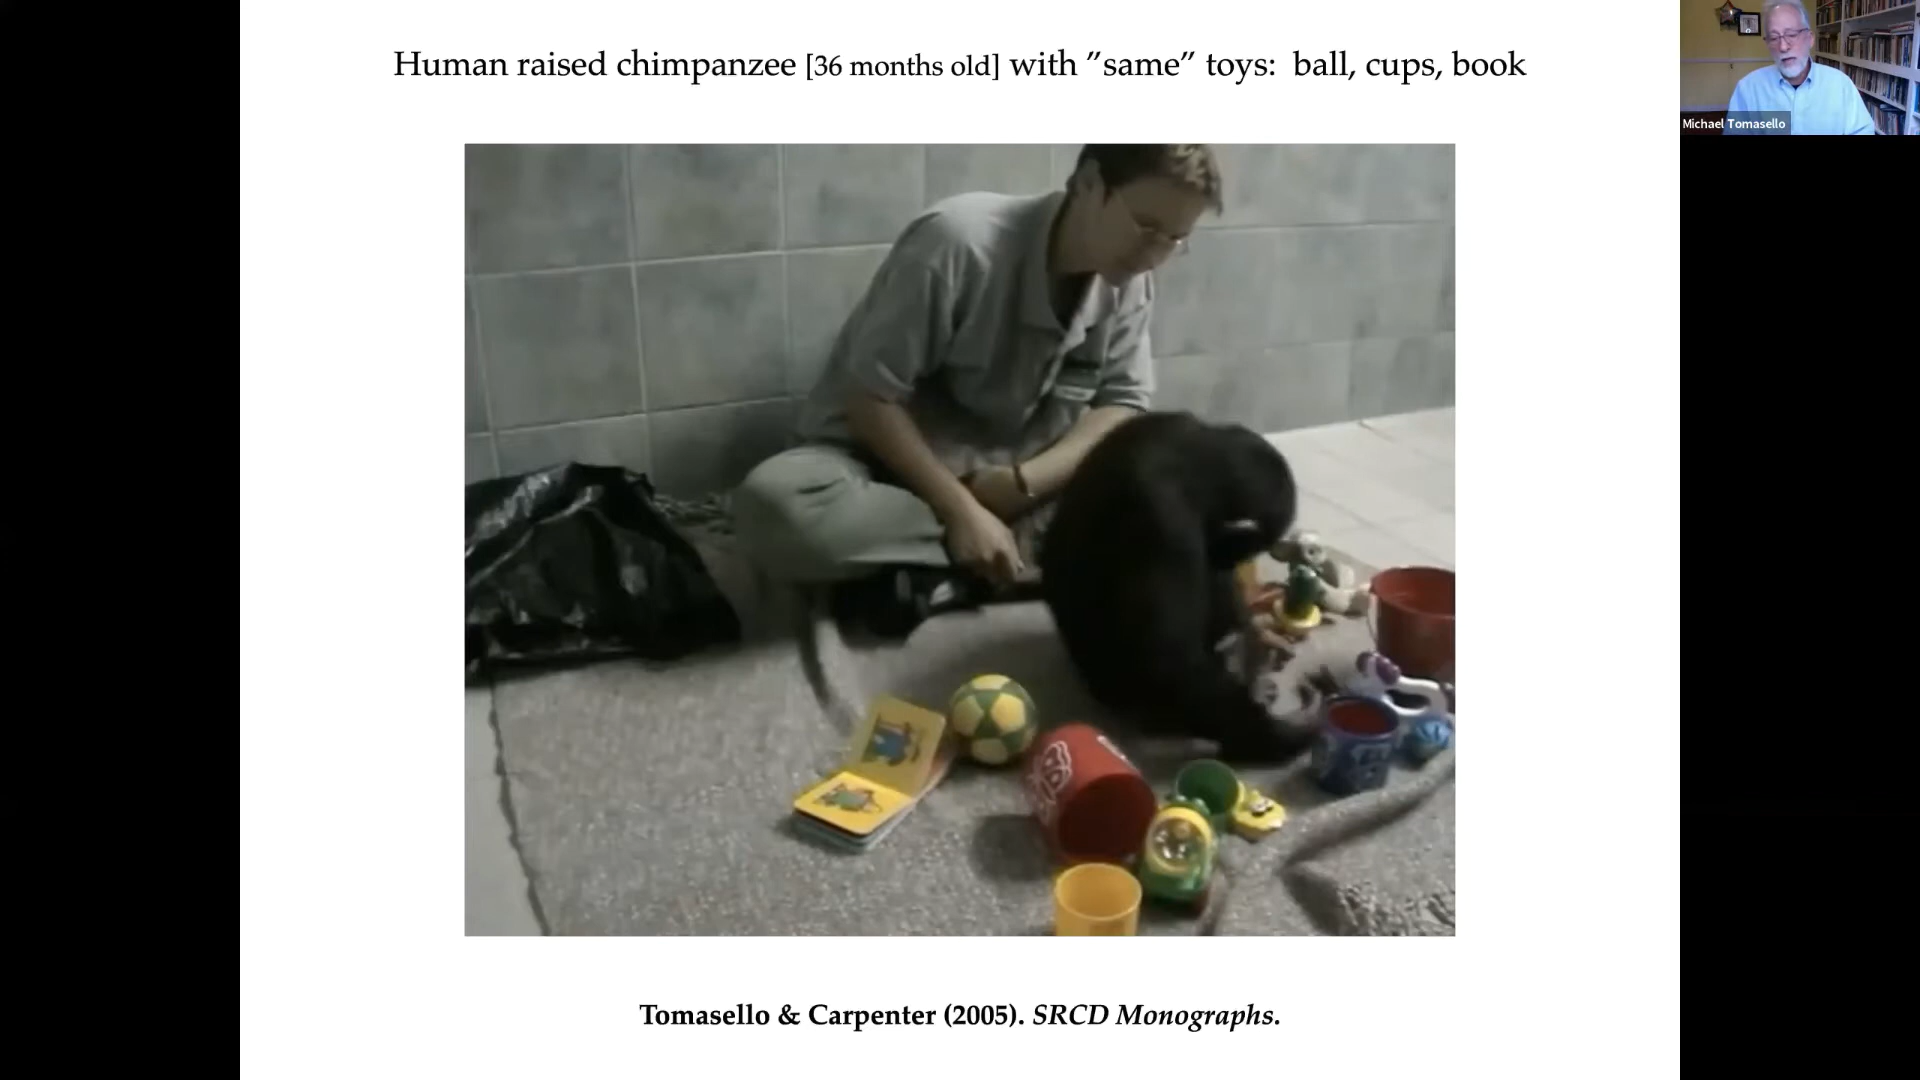 Human raised chimpanzee [36 months old] with ”same” toys: ball, cups, book
Michael Tomasello
Tomasello & Carpenter (2005). SRCD Monographs.